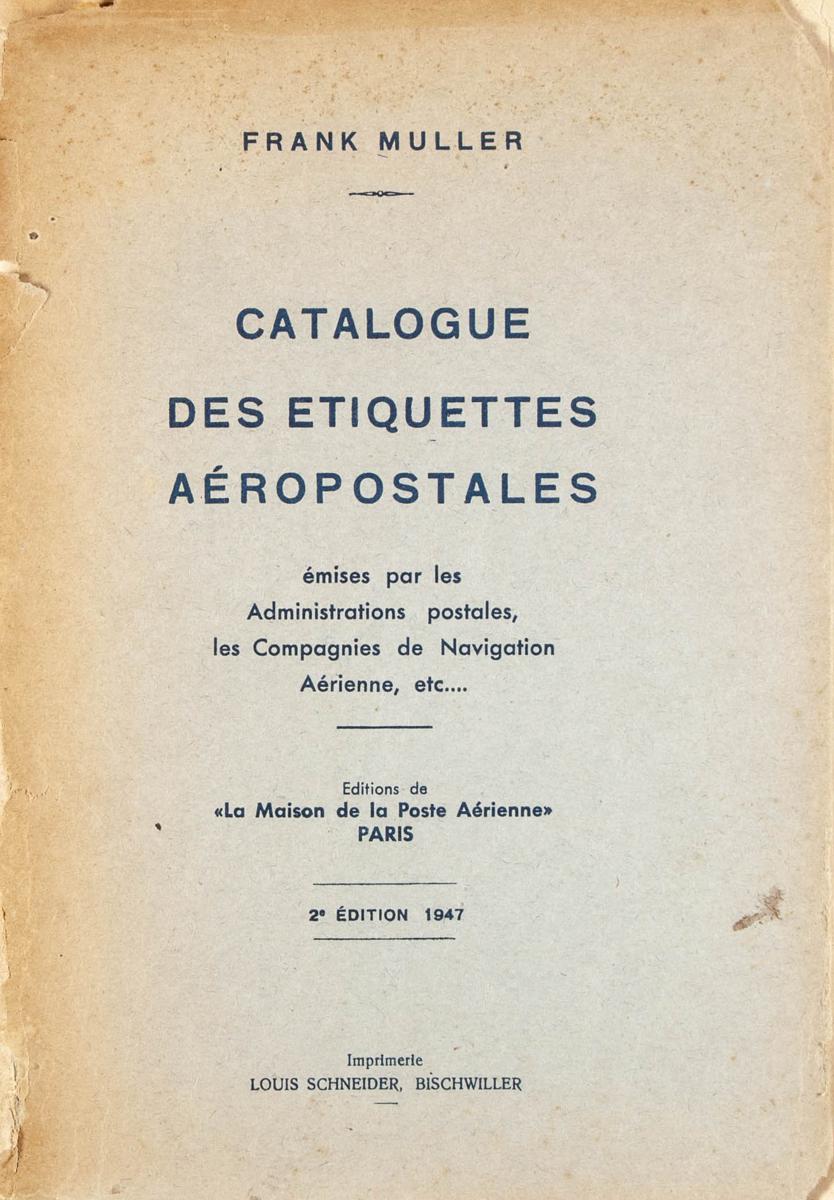 FRANK MULLER
CATALOGUE
DES ETIQUETTES
AÉROPOSTALES
émises par les
Administrations postales,
les Compagnies de Navigation
Aérienne, etc....
Editions de
«La Maison de la Poste Aérienne»
PARIS
2e ÉDITION 1947
Imprimerie
LOUIS SCHNEIDER, BISCHWILLER